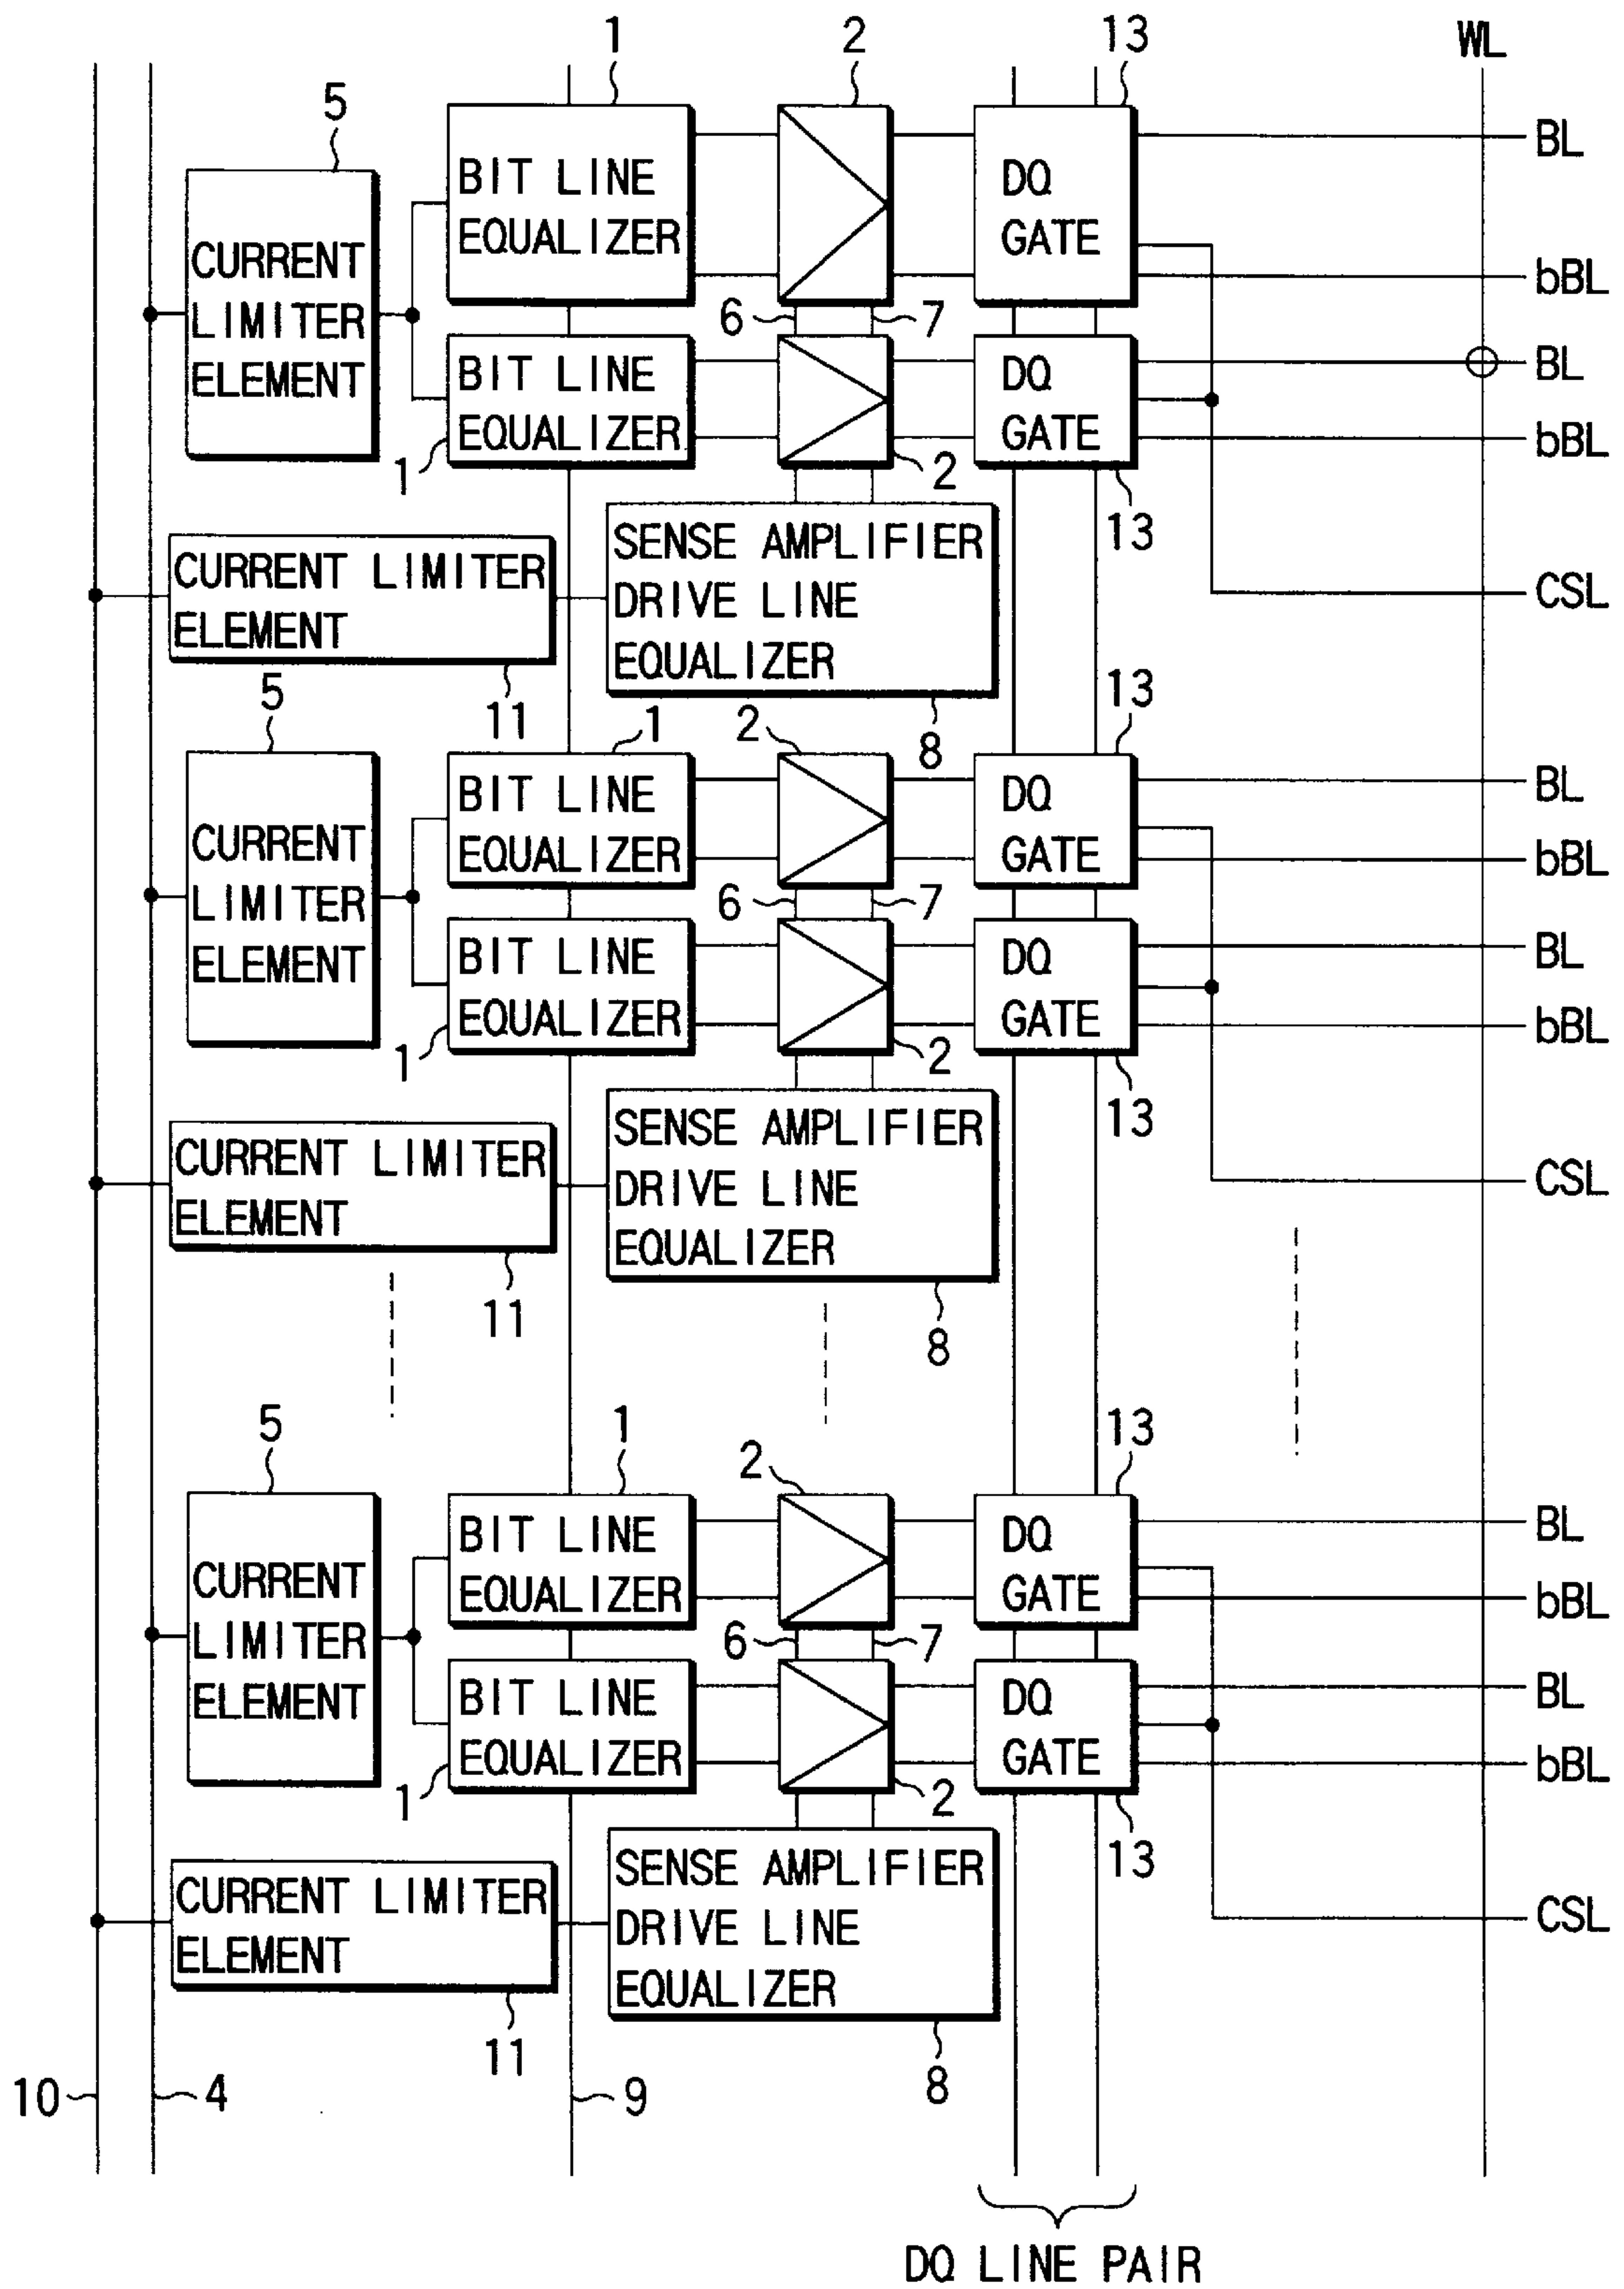 1 2 13 WL
5
BL
BIT LINE
EQUALIZER
DQ
GATE
CURRENT
LIMITER
ELEMENT
bBL
6 7
BIT LINE
EQUALIZER
DQ
GATE
BL
bBL
1 2 13
CURRENT LIMITER
ELEMENT
SENSE AMPLIFIER
DRIVE LINE
EQUALIZER
CSL
5 11 1 2 8 13
BIT LINE
EQUALIZER
DQ
GATE
BL
bBL
CURRENT
LIMITER
ELEMENT
6 7
BIT LINE
EQUALIZER
DQ
GATE
BL
bBL
1 2 13
CURRENT LIMITER
ELEMENT
SENSE AMPLIFIER
DRIVE LINE
EQUALIZER
CSL
11 8
5 1 2 13
BIT LINE
EQUALIZER
DQ
GATE
BL
bBL
CURRENT
LIMITER
ELEMENT
6 7
BIT LINE
EQUALIZER
DQ
GATE
BL
bBL
1 2 13
CURRENT LIMITER
ELEMENT
SENSE AMPLIFIER
DRIVE LINE
EQUALIZER
CSL
11 8
10 4 9
DQ LINE PAIR